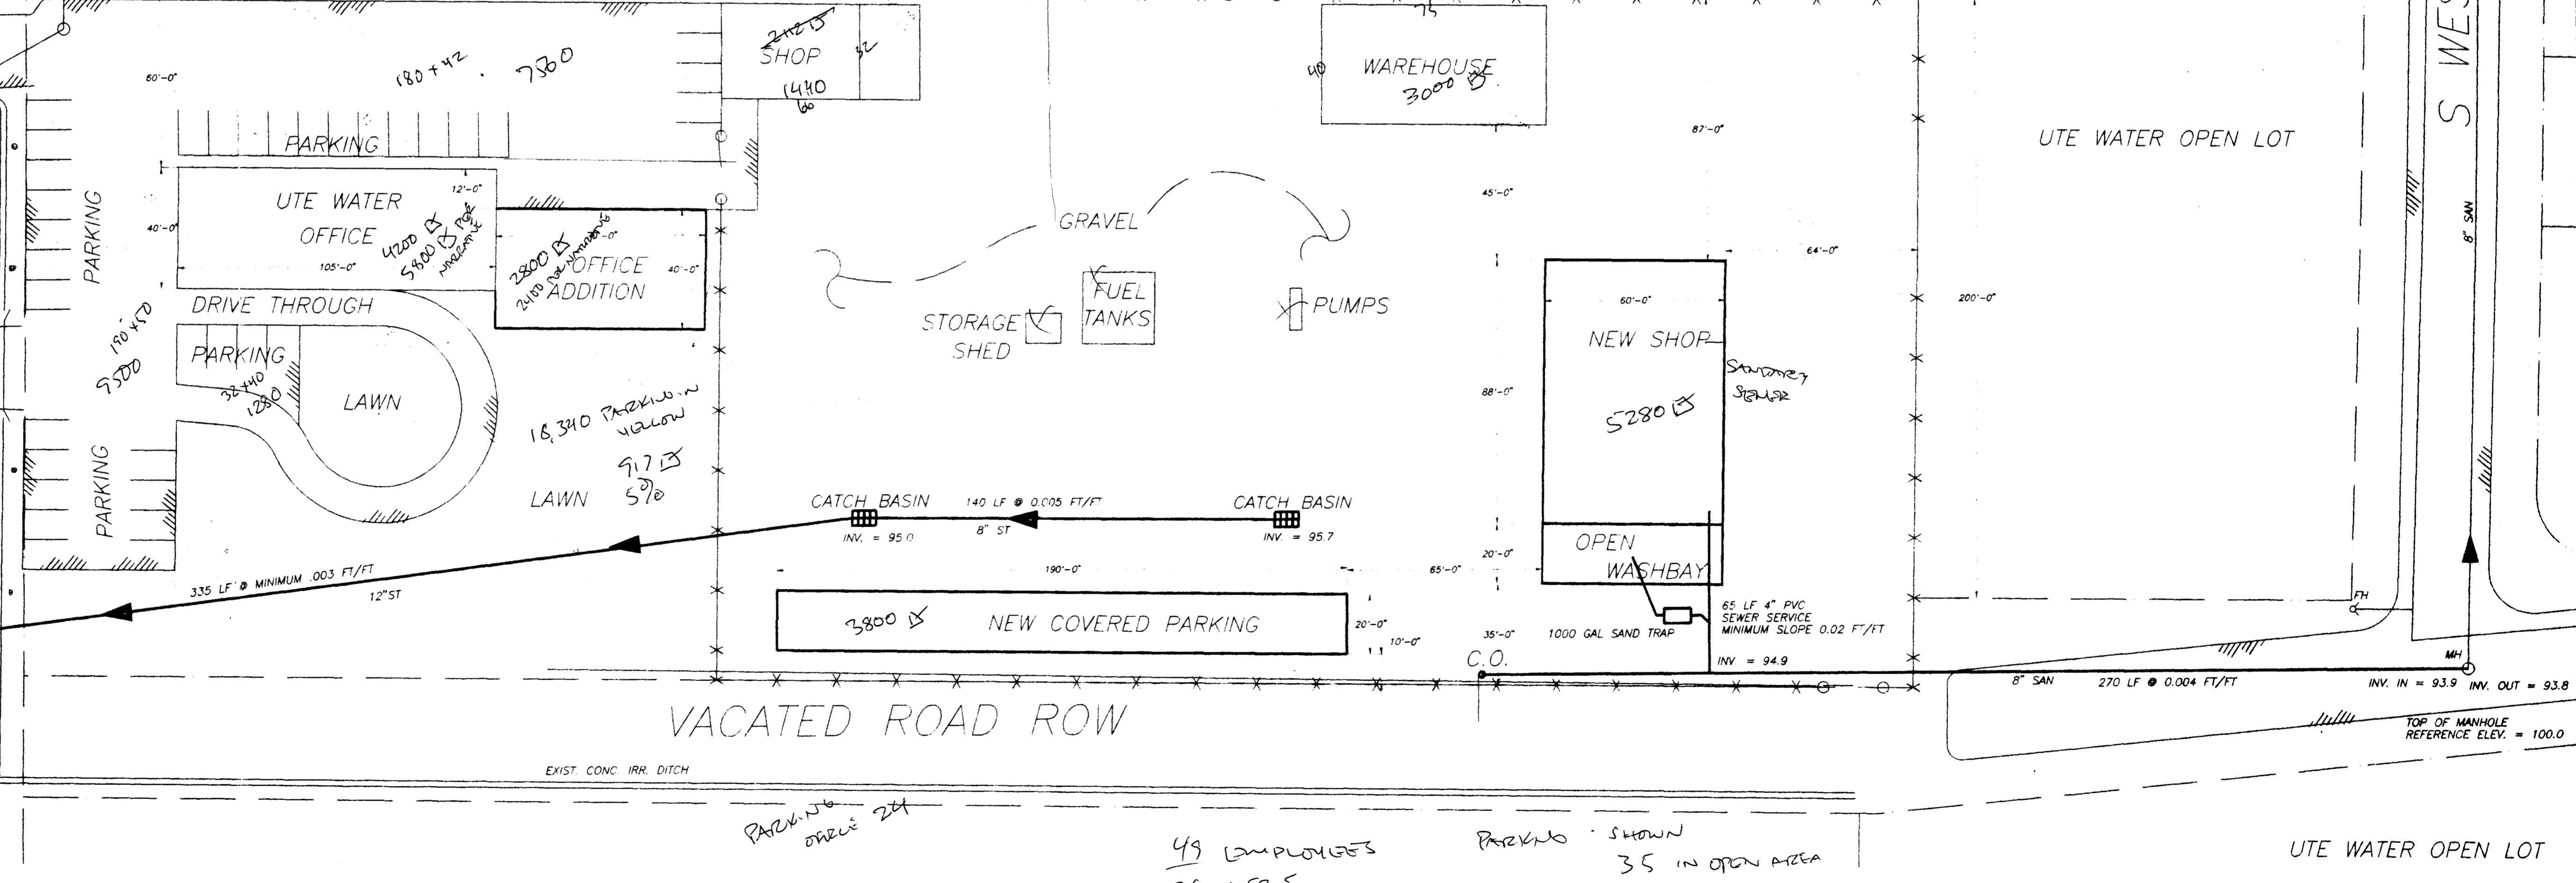 60'-0"
180 + 42
7560
SHOP
1440
60
32
75
40
WAREHOUSE
3000
87'-0"
S WES
UTE WATER OPEN LOT
PARKING
PARKING
12'-0"
UTE WATER
OFFICE
40'-0"
105'-0"
4200
5800 PER
NARRATIVE
2800
2400 PER NARRATIVE
OFFICE
ADDITION
40'-0"
GRAVEL
45'-0"
64'-0"
8" SAN
FUEL
TANKS
PUMPS
STORAGE
SHED
60'-0"
200'-0"
NEW SHOP
SANITARY
SEWER
88'-0"
5280
DRIVE THROUGH
190 x 50
9500
PARKING
32 x 40
1280
LAWN
18,340 PARKING IN
YELLOW
917
5%
LAWN
PARKING
CATCH BASIN
140 LF @ 0.005 FT/FT
CATCH BASIN
INV. = 95.0
8" ST
INV. = 95.7
OPEN
WASHBAY
20'-0"
190'-0"
65'-0"
335 LF @ MINIMUM .003 FT/FT
12" ST
3800
NEW COVERED PARKING
20'-0"
10'-0"
35'-0"
1000 GAL SAND TRAP
65 LF 4" PVC
SEWER SERVICE
MINIMUM SLOPE 0.02 FT/FT
FH
C.O.
INV = 94.9
MH
8" SAN
270 LF @ 0.004 FT/FT
INV. IN = 93.9
INV. OUT = 93.8
TOP OF MANHOLE
REFERENCE ELEV. = 100.0
VACATED ROAD ROW
EXIST. CONC. IRR. DITCH
PARKING
OFFICE 24
49 EMPLOYEES
PARKING SHOWN
35 IN OPEN AREA
UTE WATER OPEN LOT